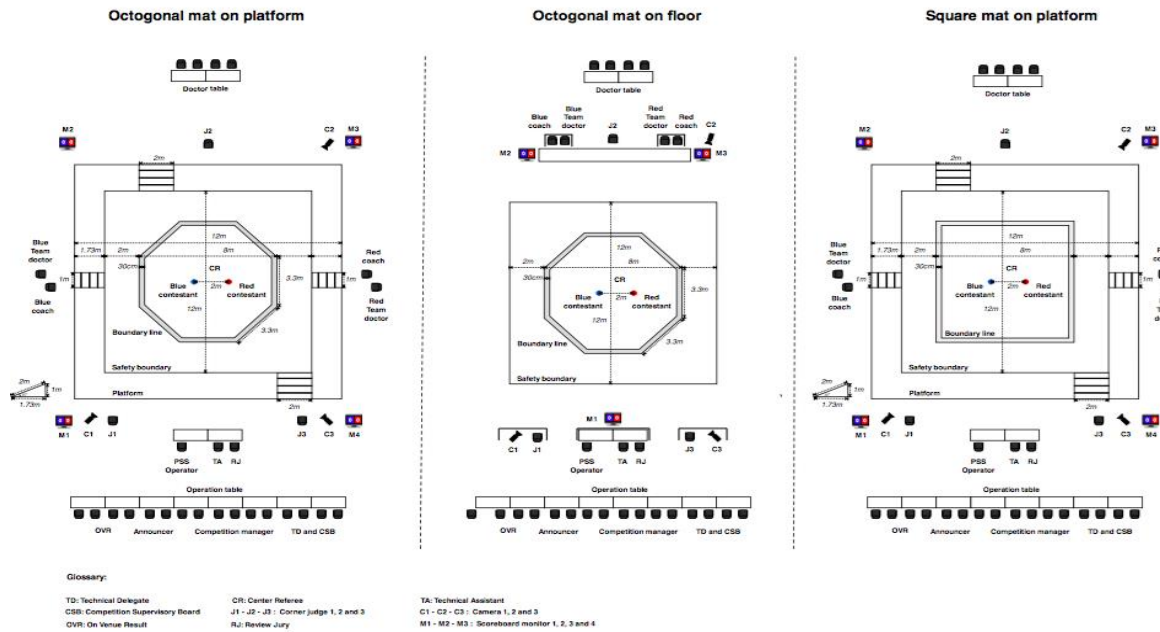 Octogonal mat on platform
Doctor table
M2
J2
C2
M3
2m
12m
1.73m
2m
8m
30cm
CR
3.3m
Blue
Team
doctor
1m
Blue
coach
Blue
contestant
2m
Red
contestant
Red
coach
1m
Red
Team
doctor
12m
3.3m
Boundary line
Safety boundary
Platform
2m
1m
1.73m
2m
M1
C1
J1
J3
C3
M4
PSS
Operator
TA
RJ
Operation table
OVR
Announcer
Competition manager
TD and CSB
Octogonal mat on floor
Doctor table
Blue
coach
Blue
Team
doctor
J2
Red
Team
doctor
Red
coach
C2
M2
M3
12m
2m
8m
30cm
CR
3.3m
Blue
contestant
2m
Red
contestant
12m
3.3m
Boundary line
Safety boundary
M1
C1
J1
J3
C3
PSS
Operator
TA
RJ
Operation table
OVR
Announcer
Competition manager
TD and CSB
Square mat on platform
Doctor table
M2
J2
C2
M3
2m
12m
1.73m
2m
8m
30cm
CR
Blue
Team
doctor
1m
Blue
coach
Blue
contestant
2m
Red
contestant
1m
12m
Boundary line
Safety boundary
Platform
2m
1m
1.73m
2m
M1
C1
J1
J3
C3
M4
PSS
Operator
TA
RJ
Operation table
OVR
Announcer
Competition manager
TD and CSB
Glossary:
TD: Technical Delegate
CR: Center Referee
TA: Technical Assistant
CSB: Competition Supervisory Board
J1 - J2 - J3 : Corner judge 1, 2 and 3
C1 - C2 - C3 : Camera 1, 2 and 3
OVR: On Venue Result
RJ: Review Jury
M1 - M2 - M3 : Scoreboard monitor 1, 2, 3 and 4